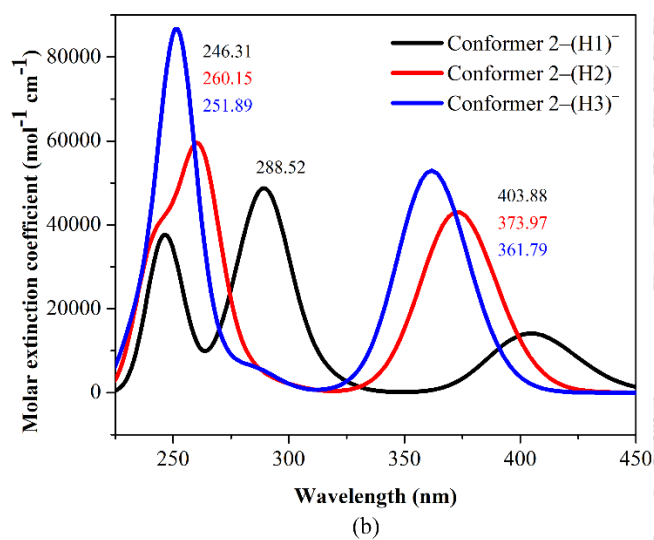 Molar extinction coefficient (mol⁻¹ cm⁻¹)
80000
60000
40000
20000
0
246.31
260.15
251.89
288.52
Conformer 2–(H1)⁻
Conformer 2–(H2)⁻
Conformer 2–(H3)⁻
403.88
373.97
361.79
250
300
350
400
450
Wavelength (nm)
(b)